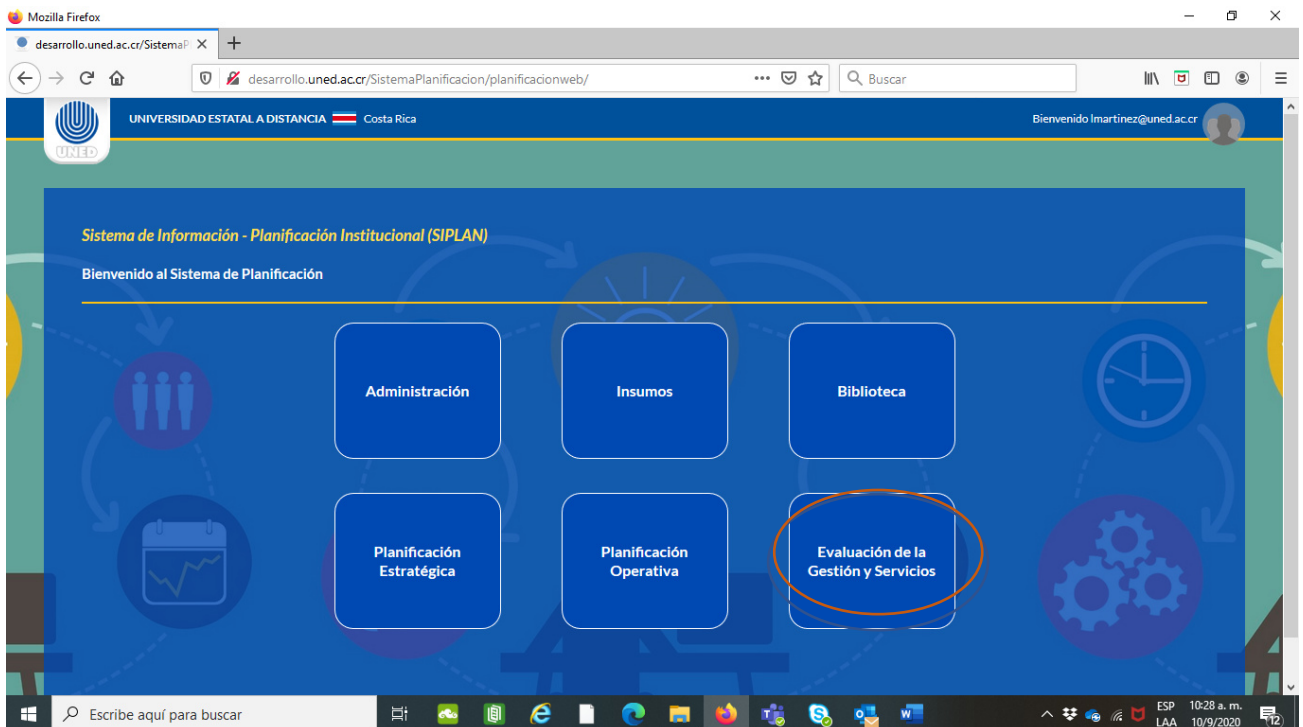 Mozilla Firefox
desarrollo.uned.ac.cr/SistemaP
desarrollo.uned.ac.cr/SistemaPlanificacion/planificacionweb/
Buscar
UNED
UNIVERSIDAD ESTATAL A DISTANCIA Costa Rica
Bienvenido lmartinez@uned.ac.cr
Sistema de Información - Planificación Institucional (SIPLAN)
Bienvenido al Sistema de Planificación
Administración
Insumos
Biblioteca
Planificación
Estratégica
Planificación
Operativa
Evaluación de la
Gestión y Servicios
Escribe aquí para buscar
ESP
LAA
10:28 a. m.
10/9/2020
12